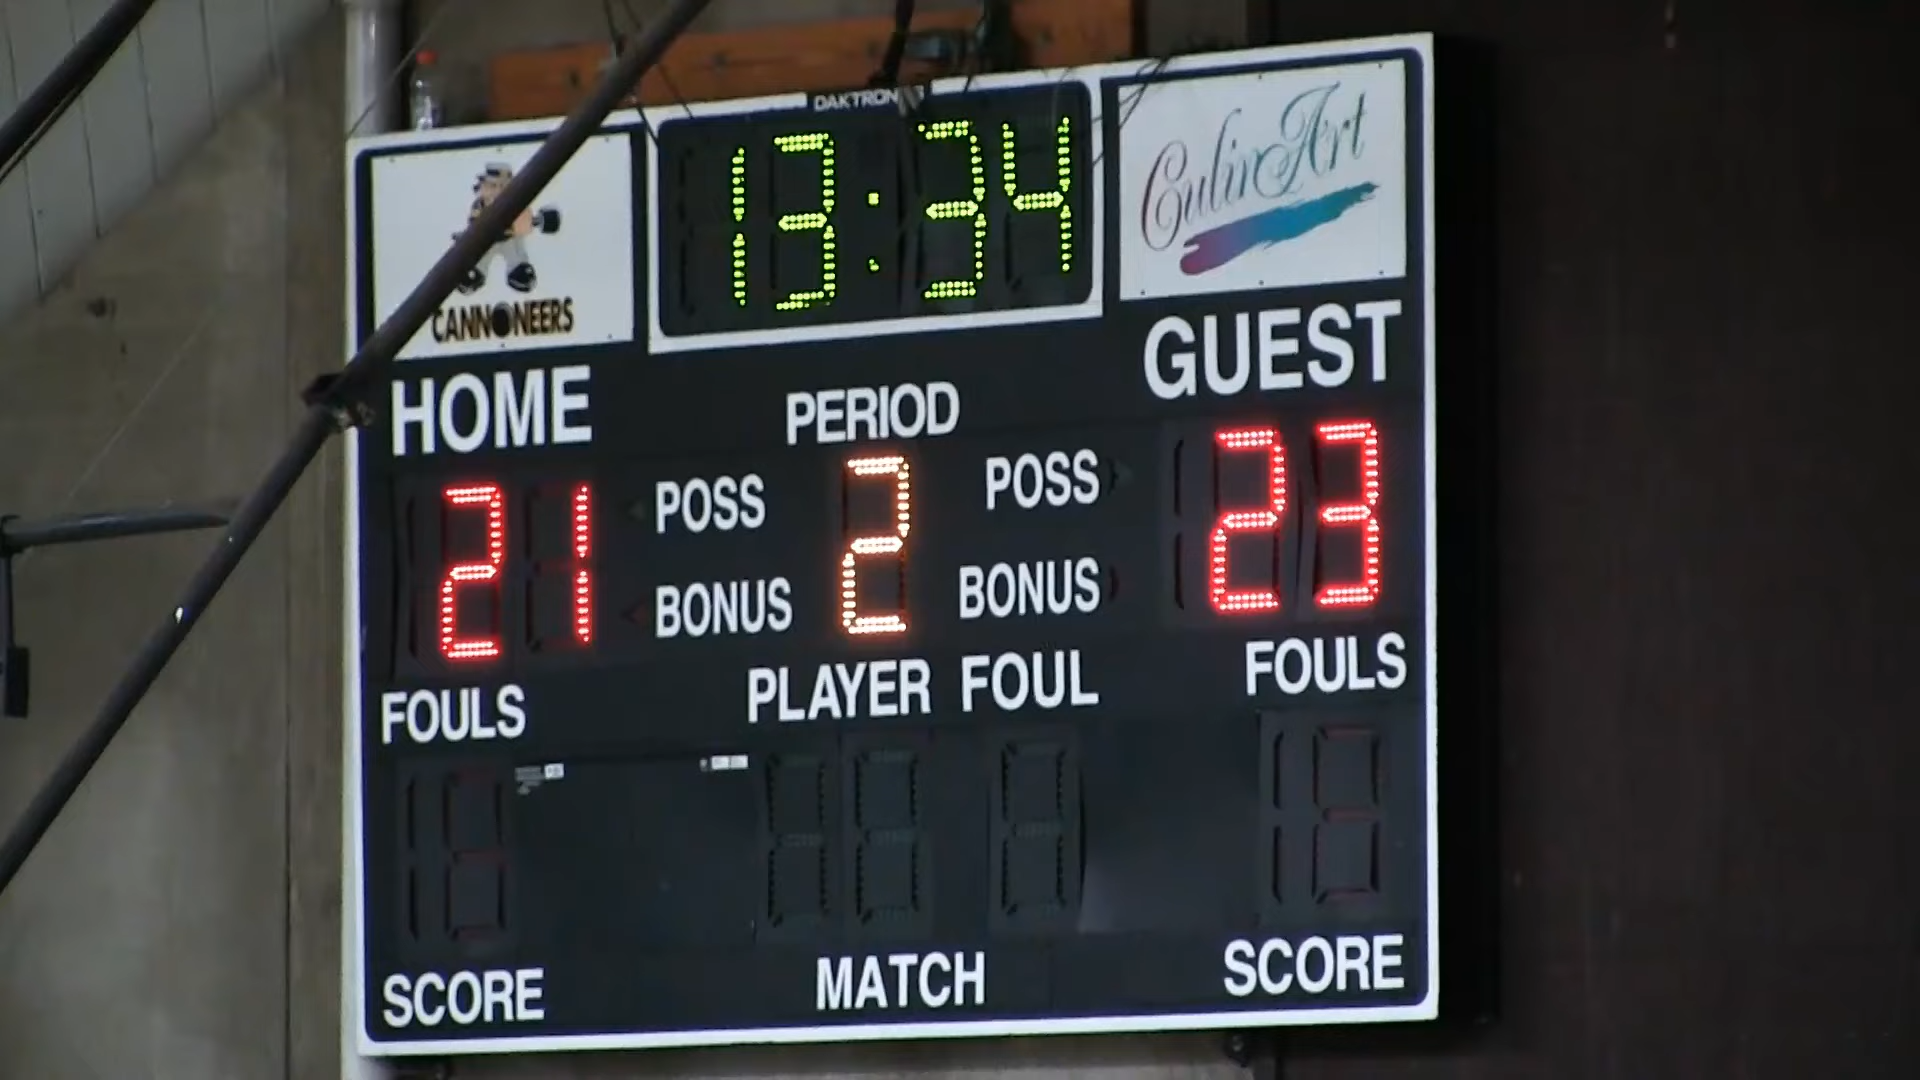 DAKTRONICS
13:34
CulinArt
CANNONEERS
HOME
PERIOD
GUEST
21
POSS
2
POSS
23
BONUS
BONUS
FOULS
PLAYER FOUL
FOULS
SCORE
MATCH
SCORE